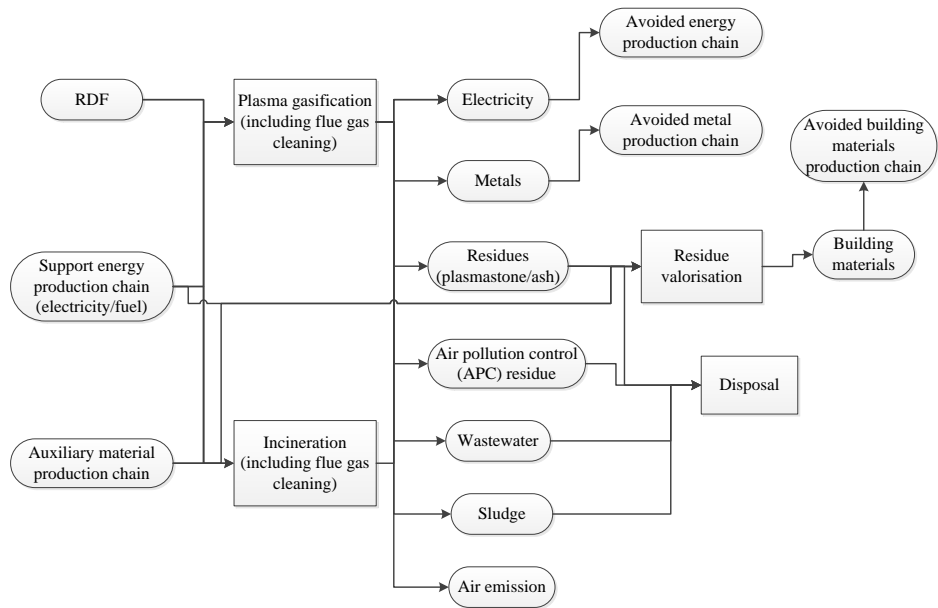 Avoided energy
production chain
RDF
Plasma gasification
(including flue gas
cleaning)
Electricity
Avoided metal
production chain
Avoided building
materials
production chain
Metals
Support energy
production chain
(electricity/fuel)
Residues
(plasmastone/ash)
Residue
valorisation
Building
materials
Air pollution control
(APC) residue
Disposal
Auxiliary material
production chain
Incineration
(including flue gas
cleaning)
Wastewater
Sludge
Air emission